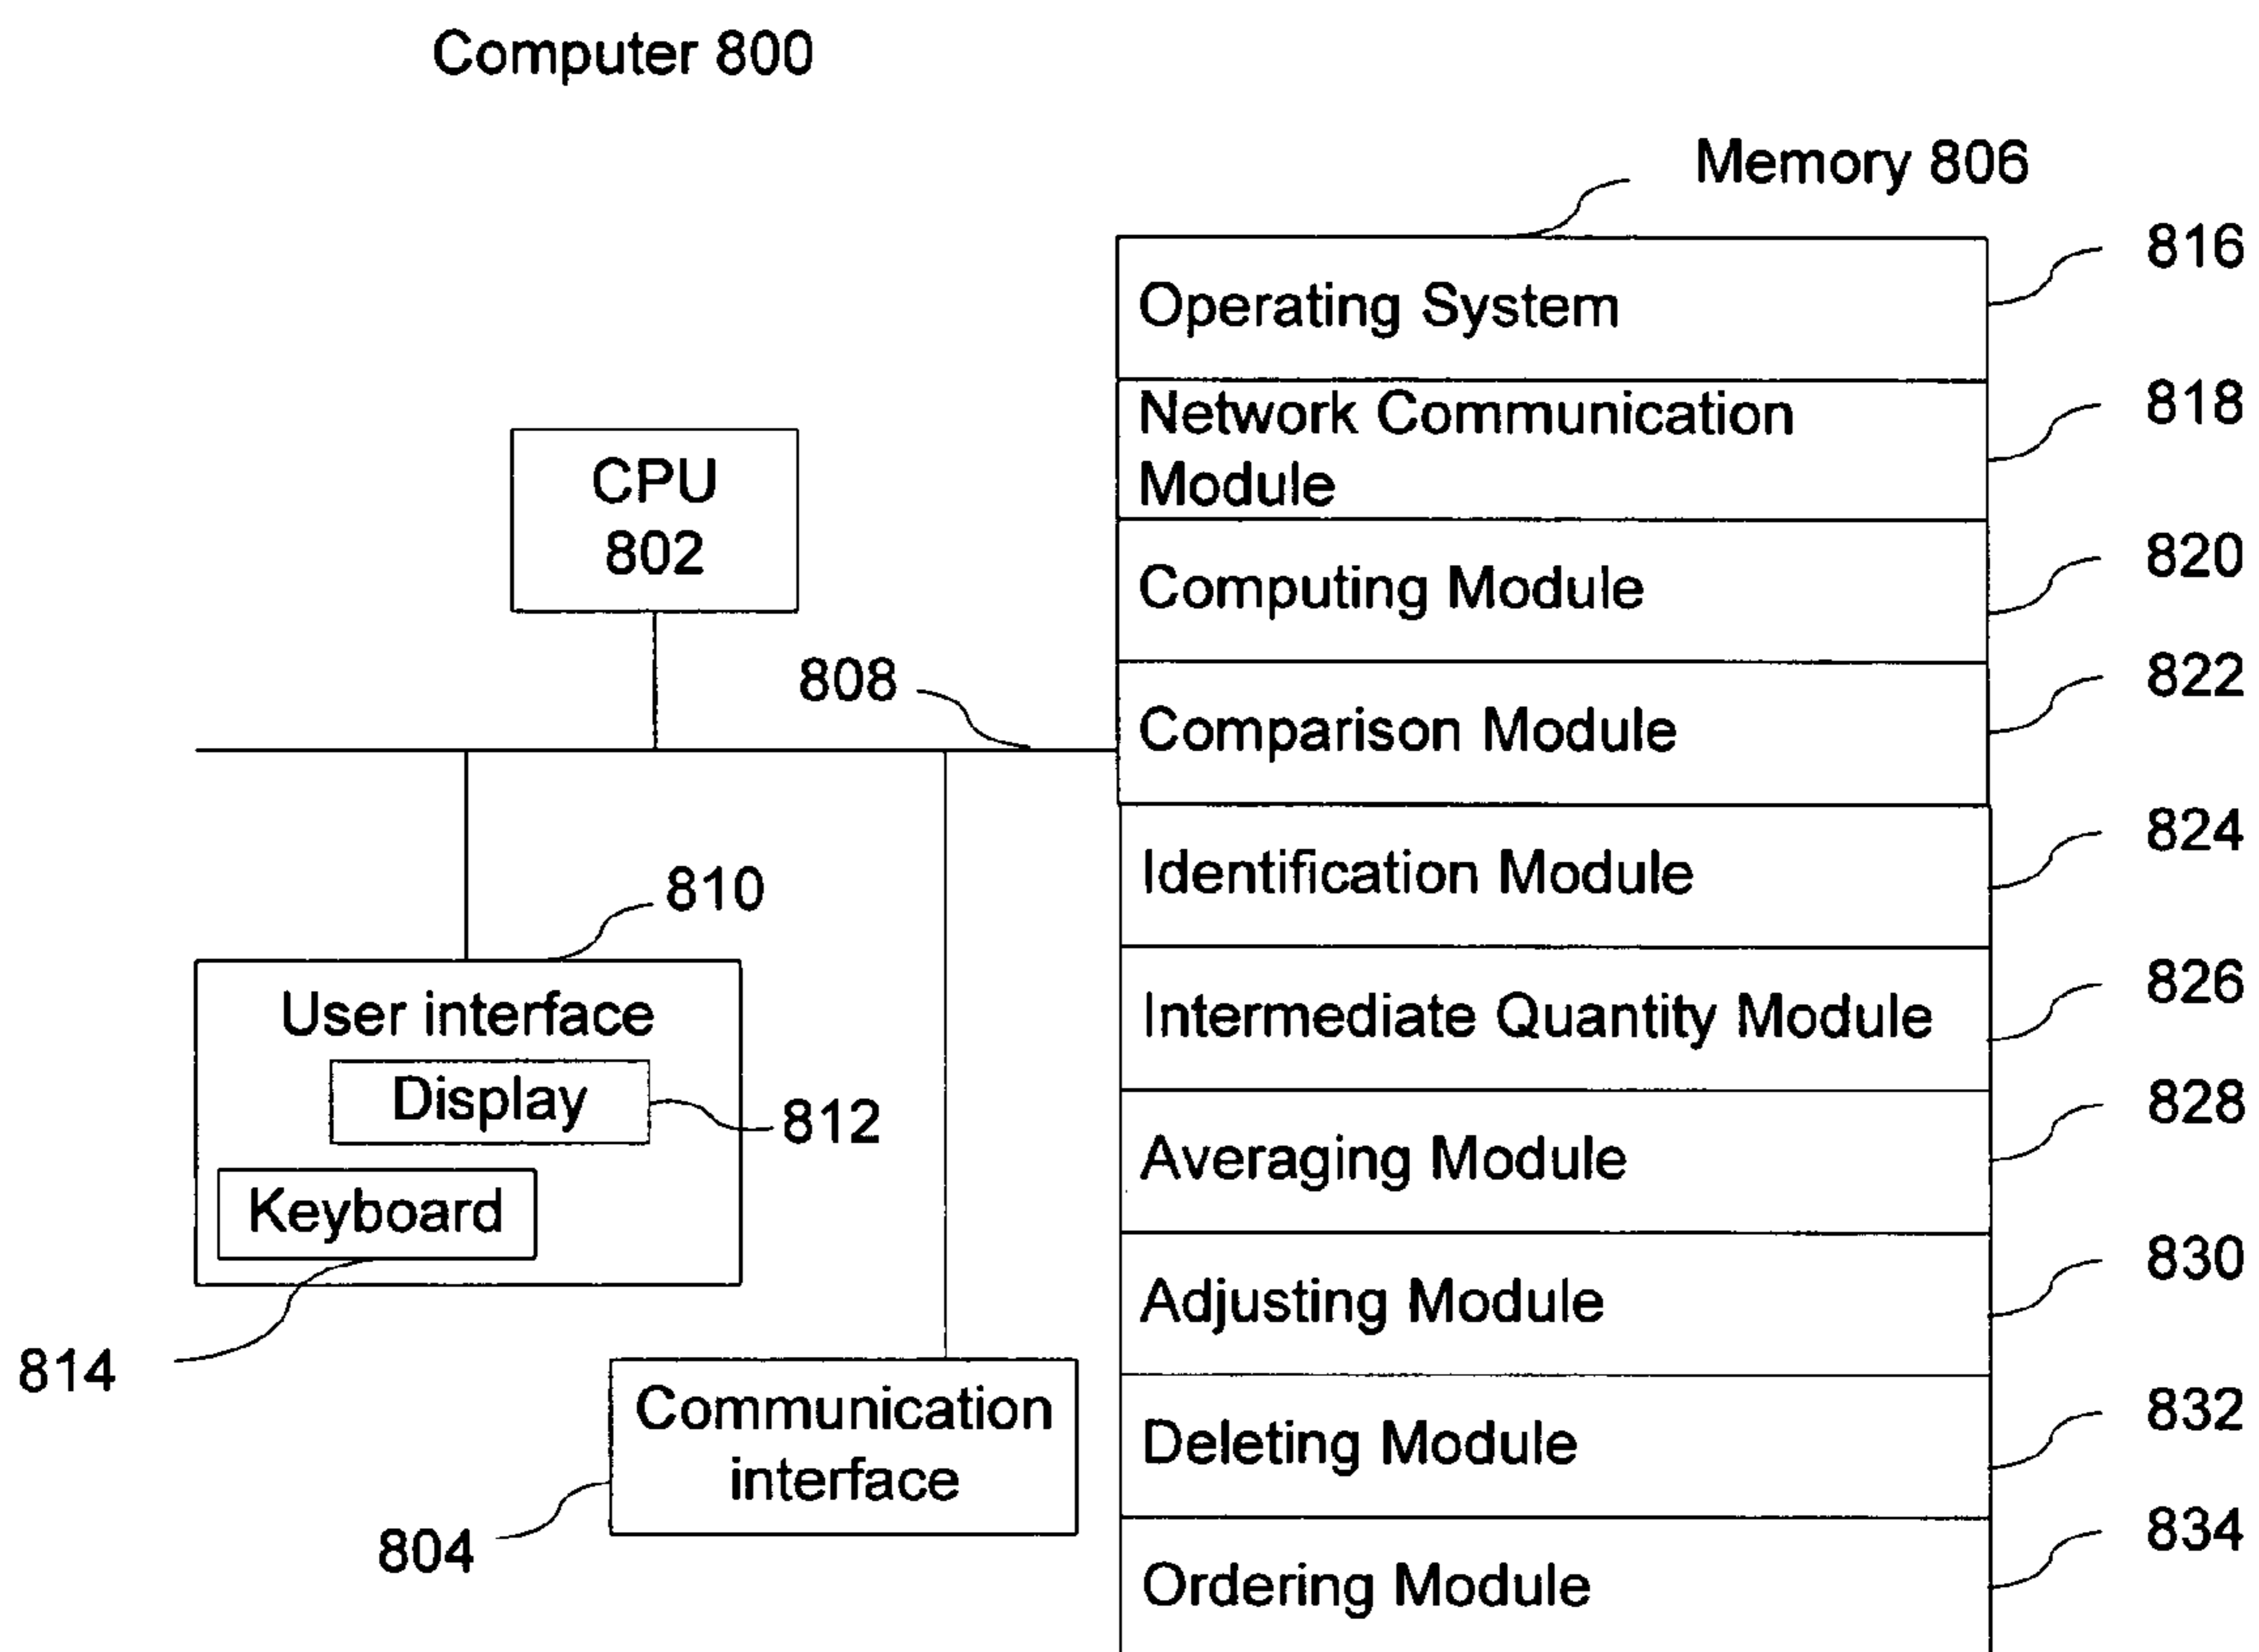 Computer 800
Memory 806
Operating System
816
Network Communication
Module
818
CPU
802
Computing Module
820
808
Comparison Module
822
Identification Module
824
810
User interface
Intermediate Quantity Module
826
Display
812
Averaging Module
828
Keyboard
Adjusting Module
830
814
Communication
interface
804
Deleting Module
832
Ordering Module
834